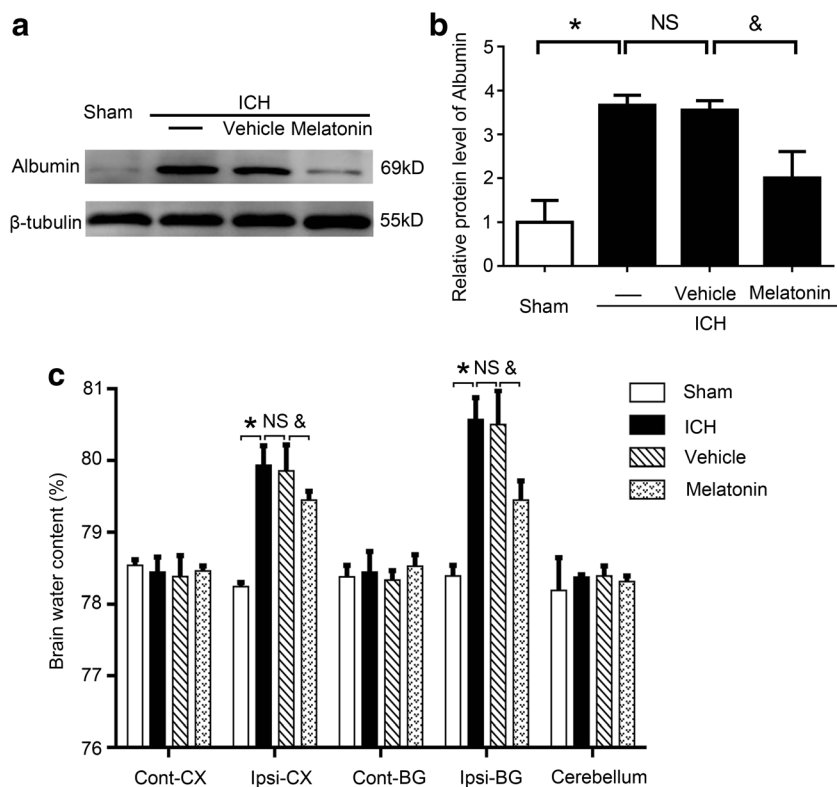 a
ICH
Sham
Vehicle Melatonin
Albumin
69kD
β-tubulin
55kD
b
* NS &
Relative protein level of Albumin
5
4
3
2
1
0
Sham
— Vehicle Melatonin
ICH
c
Brain water content (%)
81
80
79
78
77
76
* NS &
* NS &
Sham
ICH
Vehicle
Melatonin
Cont-CX Ipsi-CX Cont-BG Ipsi-BG Cerebellum